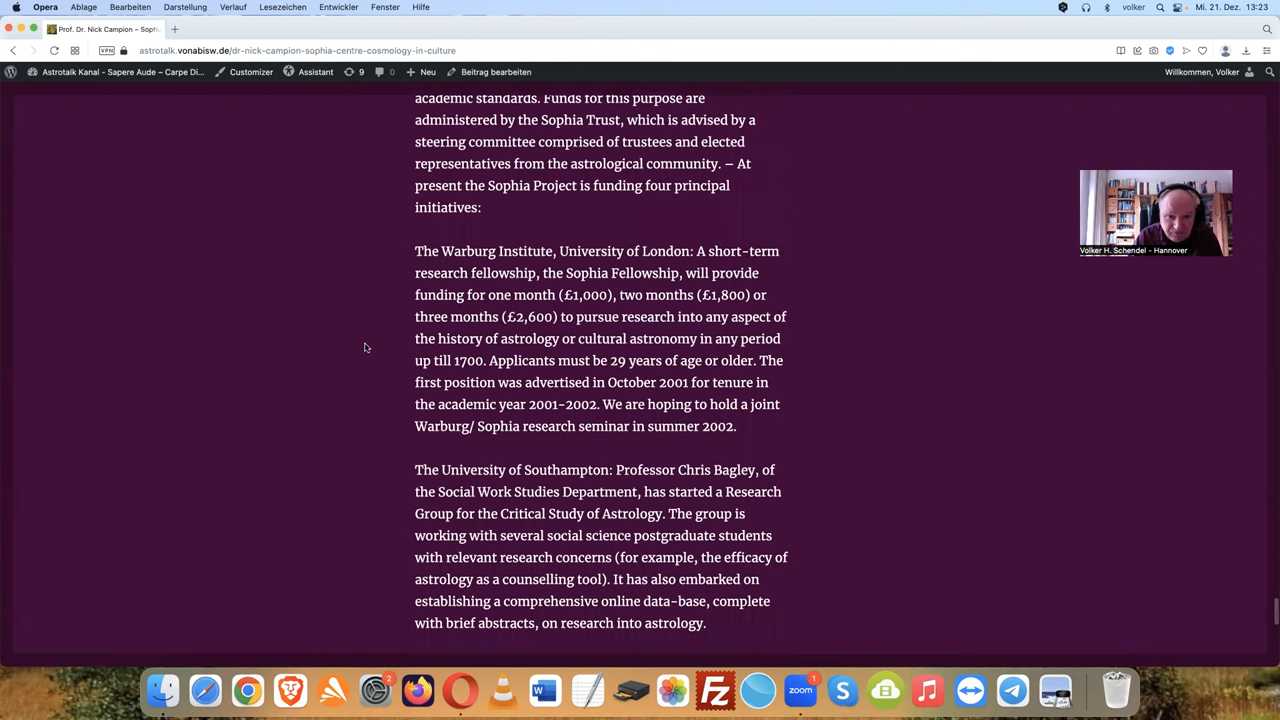 Opera Ablage Bearbeiten Darstellung Verlauf Lesezeichen Entwickler Fenster Hilfe volker Mi. 21. Dez. 13:23
Prof. Dr. Nick Campion – Soph
VPN astrotalk.vonabisw.de/dr-nick-campion-sophia-centre-cosmology-in-culture
Astrotalk Kanal - Sapere Aude – Carpe Di... Customizer Assistant 9 0 Neu Beitrag bearbeiten Willkommen, Volker
academic standards. Funds for this purpose are
administered by the Sophia Trust, which is advised by a
steering committee comprised of trustees and elected
representatives from the astrological community. – At
present the Sophia Project is funding four principal
initiatives:
The Warburg Institute, University of London: A short-term
research fellowship, the Sophia Fellowship, will provide
funding for one month (£1,000), two months (£1,800) or
three months (£2,600) to pursue research into any aspect of
the history of astrology or cultural astronomy in any period
up till 1700. Applicants must be 29 years of age or older. The
first position was advertised in October 2001 for tenure in
the academic year 2001-2002. We are hoping to hold a joint
Warburg/ Sophia research seminar in summer 2002.
The University of Southampton: Professor Chris Bagley, of
the Social Work Studies Department, has started a Research
Group for the Critical Study of Astrology. The group is
working with several social science postgraduate students
with relevant research concerns (for example, the efficacy of
astrology as a counselling tool). It has also embarked on
establishing a comprehensive online data-base, complete
with brief abstracts, on research into astrology.
Volker H. Schendel - Hannover
2
W
FZ
zoom
1
S